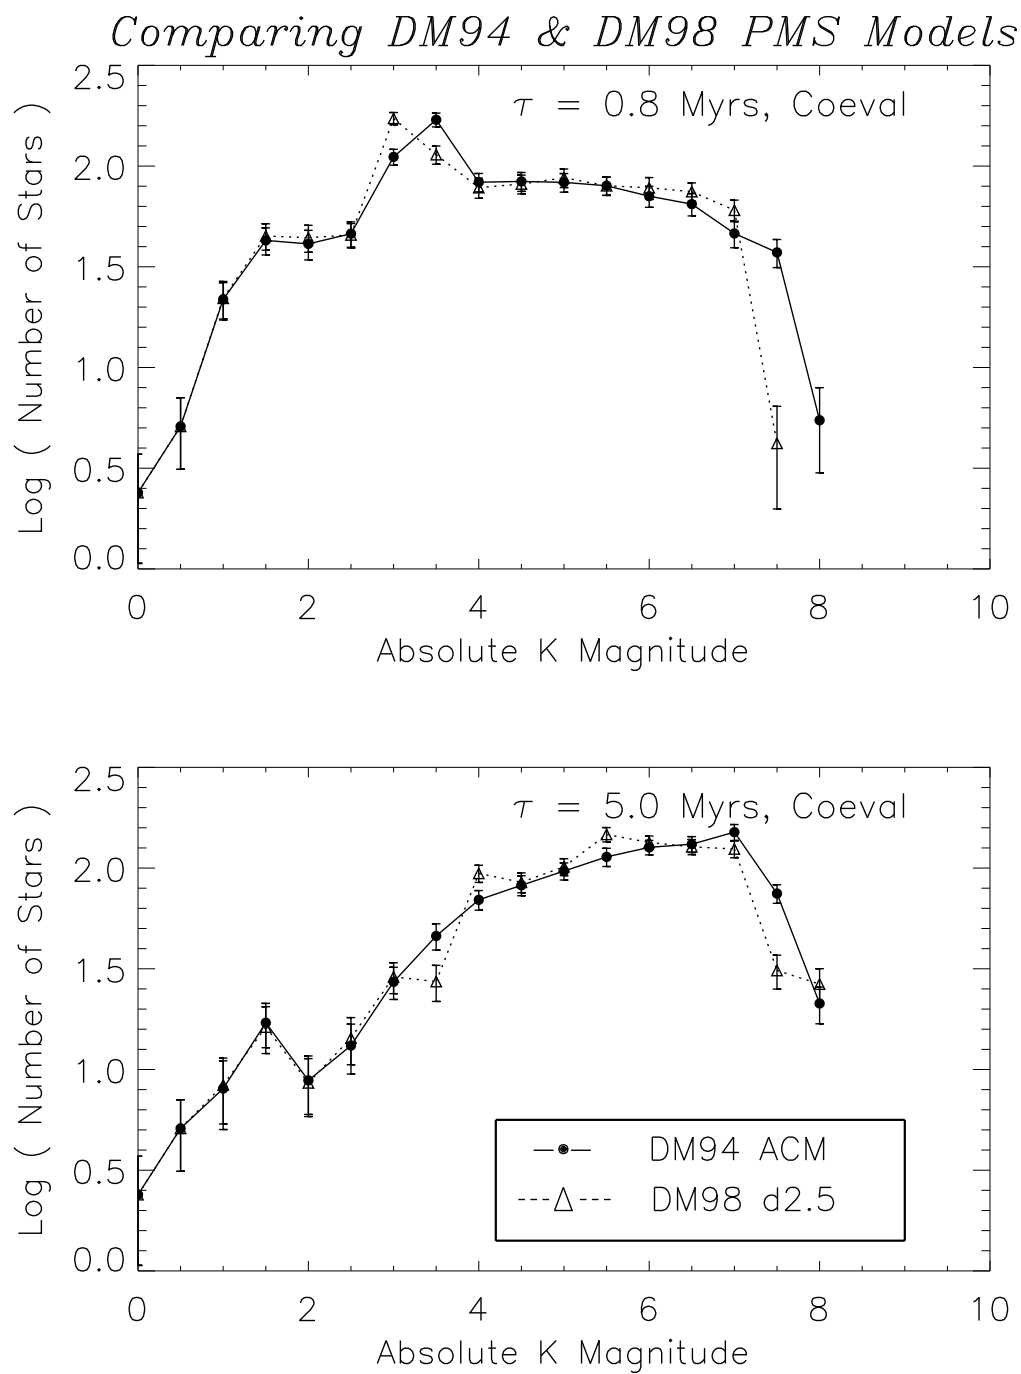 Comparing DM94 & DM98 PMS Models
τ = 0.8 Myrs, Coeval
2.5
2.0
1.5
1.0
0.5
0.0
Log ( Number of Stars )
0 2 4 6 8 10
Absolute K Magnitude
τ = 5.0 Myrs, Coeval
2.5
2.0
1.5
1.0
0.5
0.0
Log ( Number of Stars )
DM94 ACM
DM98 d2.5
0 2 4 6 8 10
Absolute K Magnitude